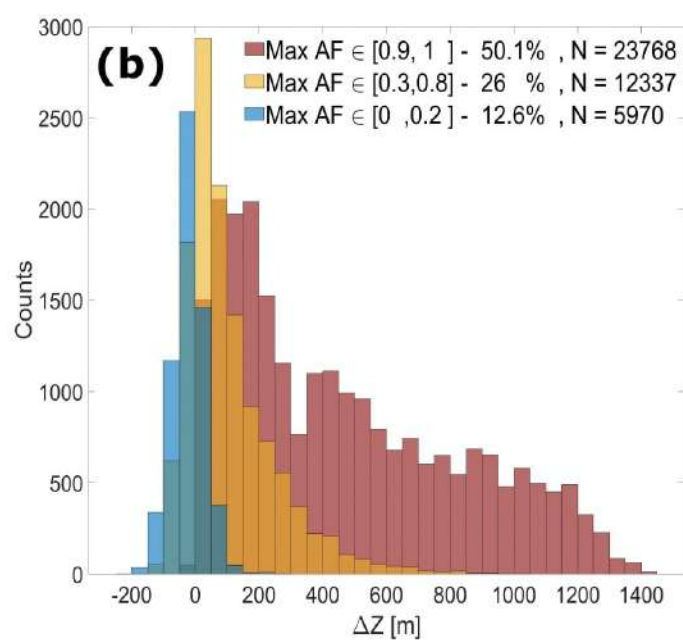 (b)
Max AF ∈ [0.9, 1 ] - 50.1% , N = 23768
Max AF ∈ [0.3,0.8] - 26 % , N = 12337
Max AF ∈ [0 ,0.2 ] - 12.6% , N = 5970
3000
2500
2000
1500
1000
500
0
Counts
-200 0 200 400 600 800 1000 1200 1400
ΔZ [m]